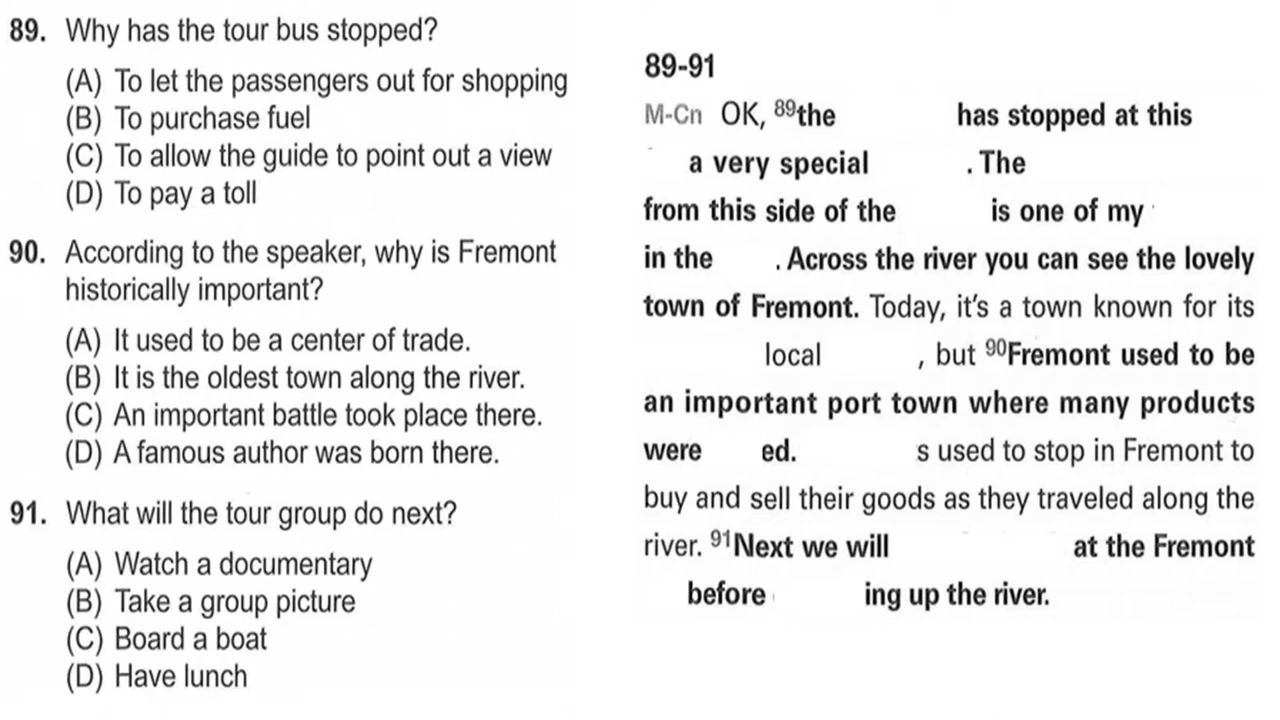 89. Why has the tour bus stopped?
(A) To let the passengers out for shopping
(B) To purchase fuel
(C) To allow the guide to point out a view
(D) To pay a toll
90. According to the speaker, why is Fremont
historically important?
(A) It used to be a center of trade.
(B) It is the oldest town along the river.
(C) An important battle took place there.
(D) A famous author was born there.
91. What will the tour group do next?
(A) Watch a documentary
(B) Take a group picture
(C) Board a boat
(D) Have lunch
89-91
M-Cn OK, 89the has stopped at this
a very special . The
from this side of the is one of my
in the . Across the river you can see the lovely
town of Fremont. Today, it's a town known for its
local , but 90Fremont used to be
an important port town where many products
were ed. s used to stop in Fremont to
buy and sell their goods as they traveled along the
river. 91Next we will at the Fremont
before ing up the river.